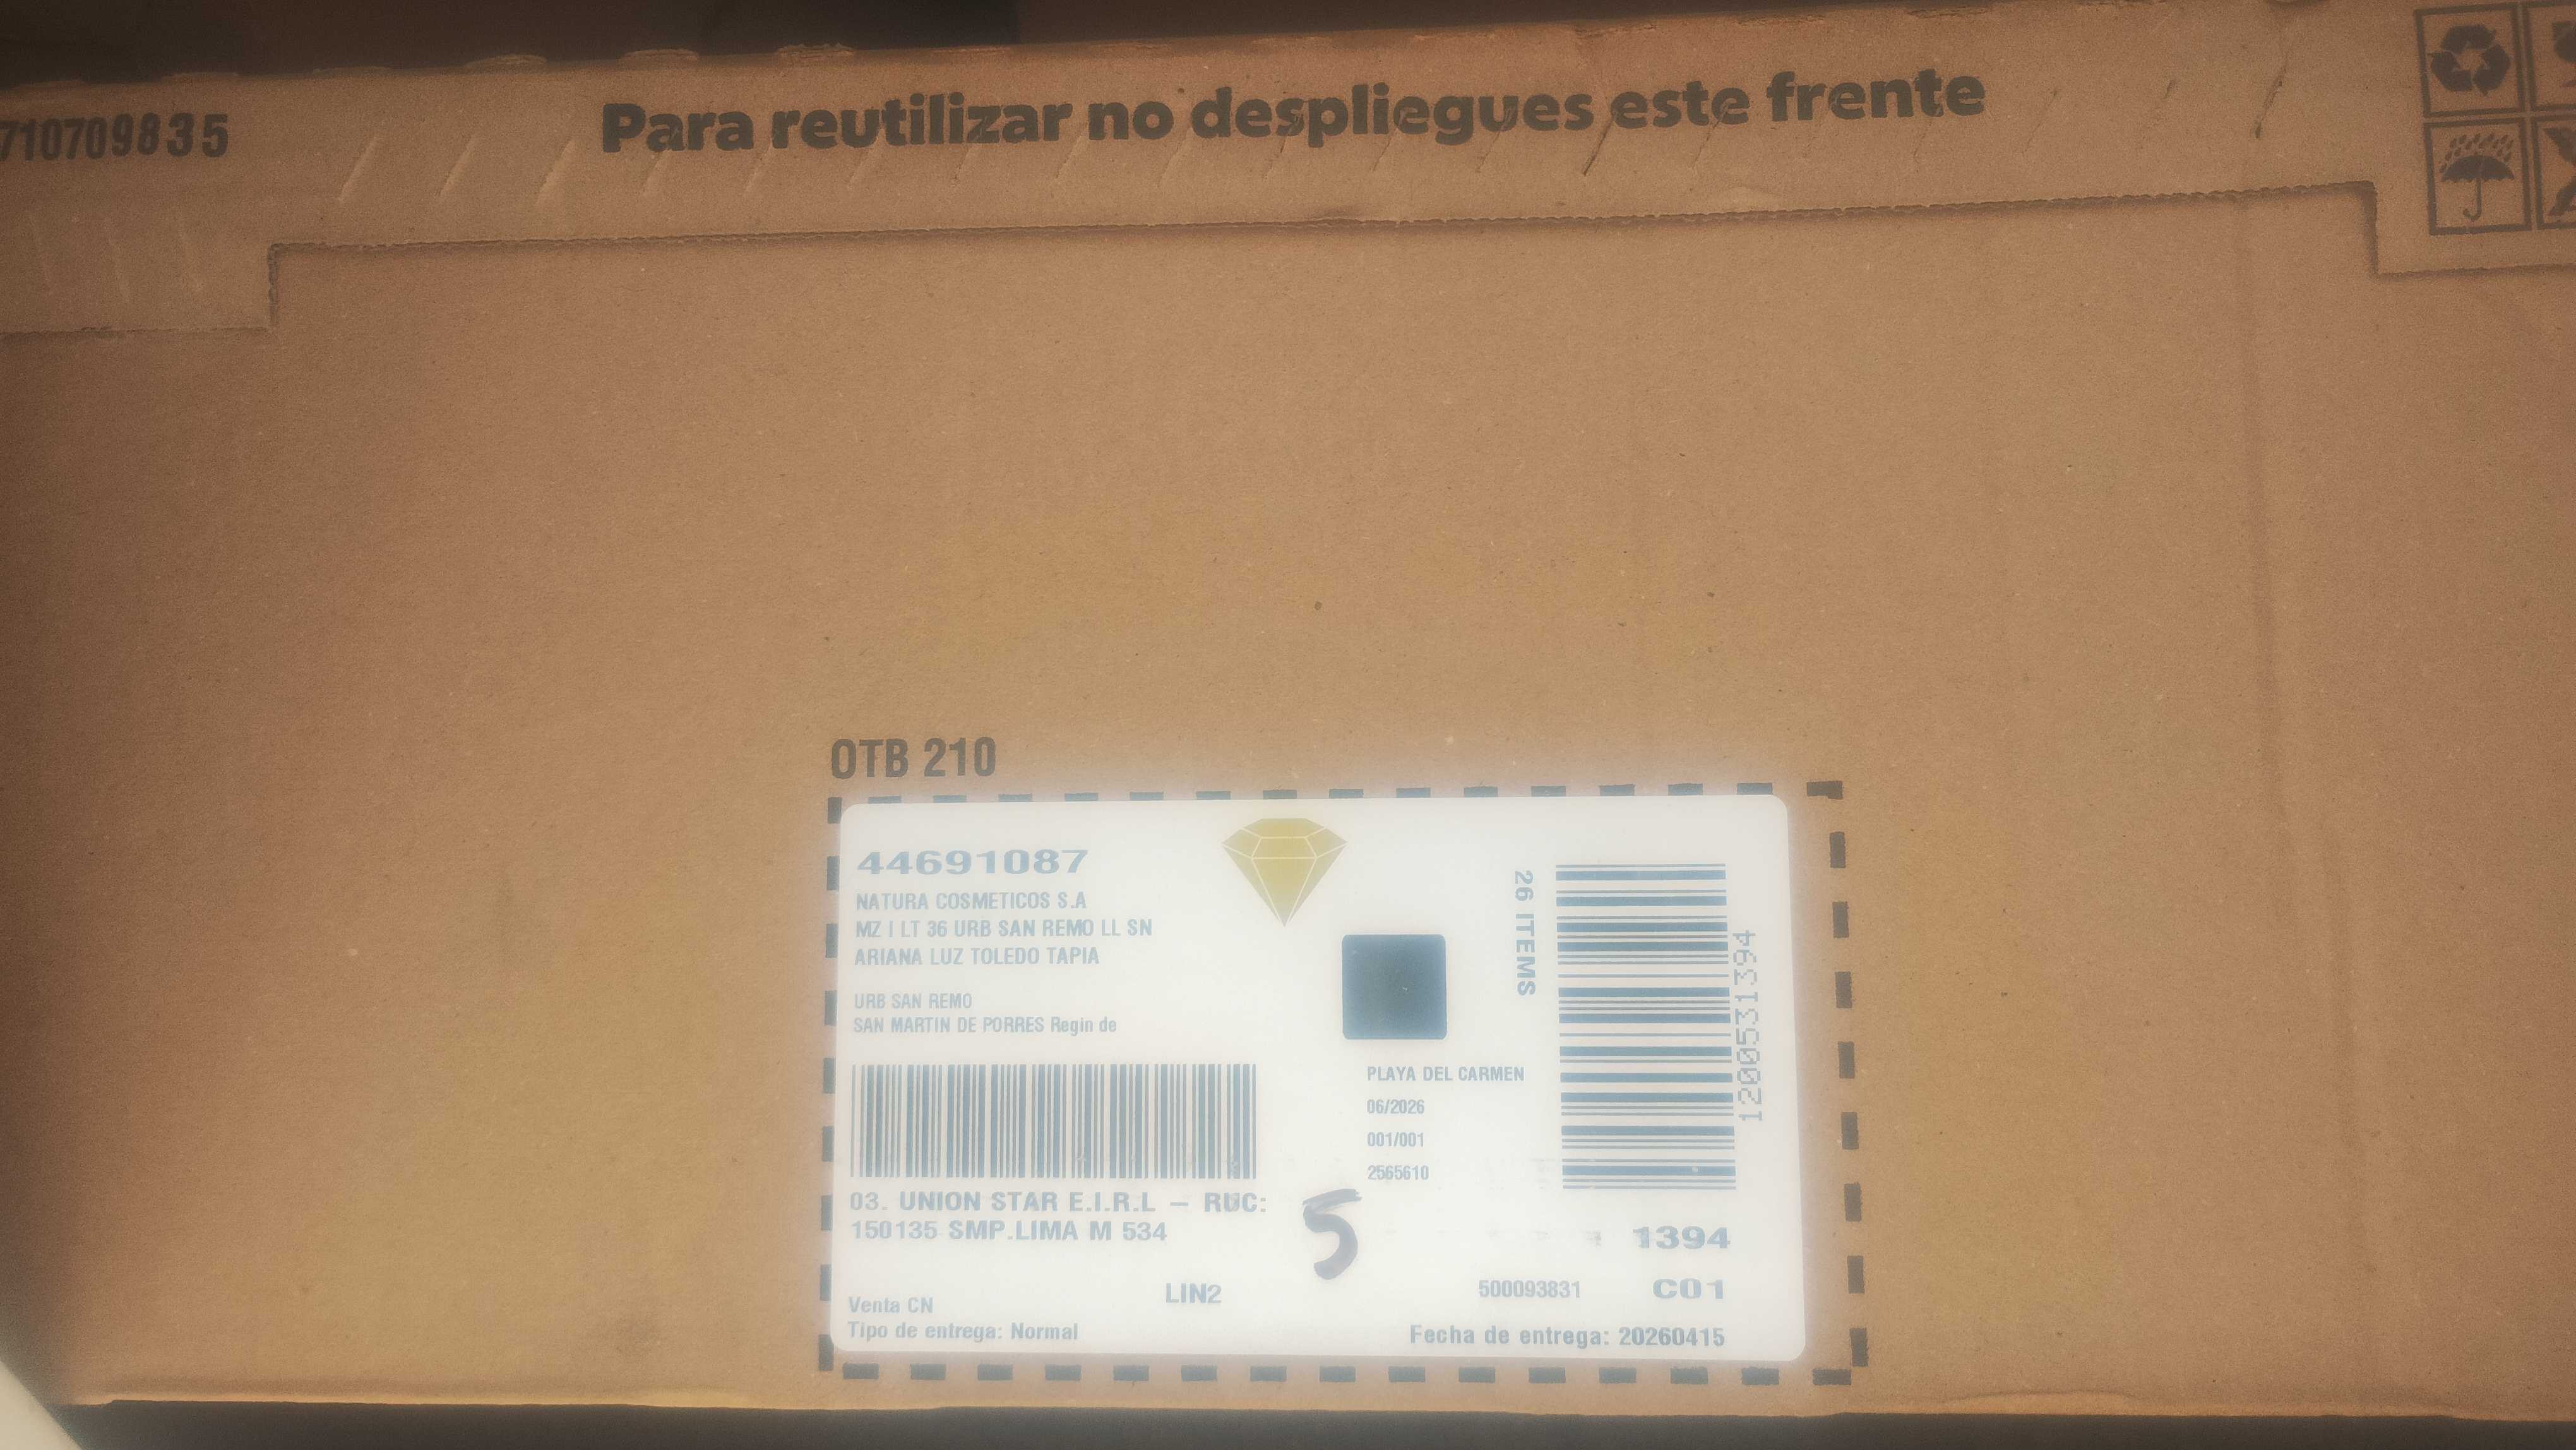 710709835
Para reutilizar no despliegues este frente
OTB 210
44691087
NATURA COSMETICOS S.A
MZ I LT 36 URB SAN REMO LL SN
ARIANA LUZ TOLEDO TAPIA
URB SAN REMO
SAN MARTIN DE PORRES Regin de
26 ITEMS
120053​1394
PLAYA DEL CARMEN
06/2026
001/001
2565610
03. UNION STAR E.I.R.L – RUC:
150135 SMP.LIMA M 534
5
1394
LIN2
500093831
C01
Venta CN
Tipo de entrega: Normal
Fecha de entrega: 20260415